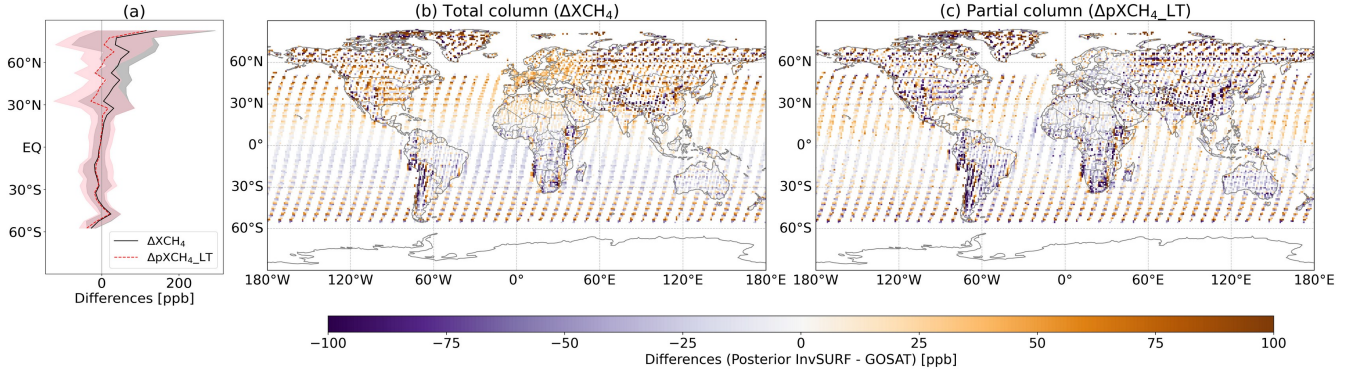 (a)
(b) Total column (ΔXCH₄)
(c) Partial column (ΔpXCH₄_LT)
60°N
30°N
EQ
30°S
60°S
ΔXCH₄
ΔpXCH₄_LT
0 200
Differences [ppb]
60°N
30°N
0°
30°S
60°S
180°W 120°W 60°W 0° 60°E 120°E 180°E
60°N
30°N
0°
30°S
60°S
180°W 120°W 60°W 0° 60°E 120°E 180°E
−100 −75 −50 −25 0 25 50 75 100
Differences (Posterior InvSURF - GOSAT) [ppb]